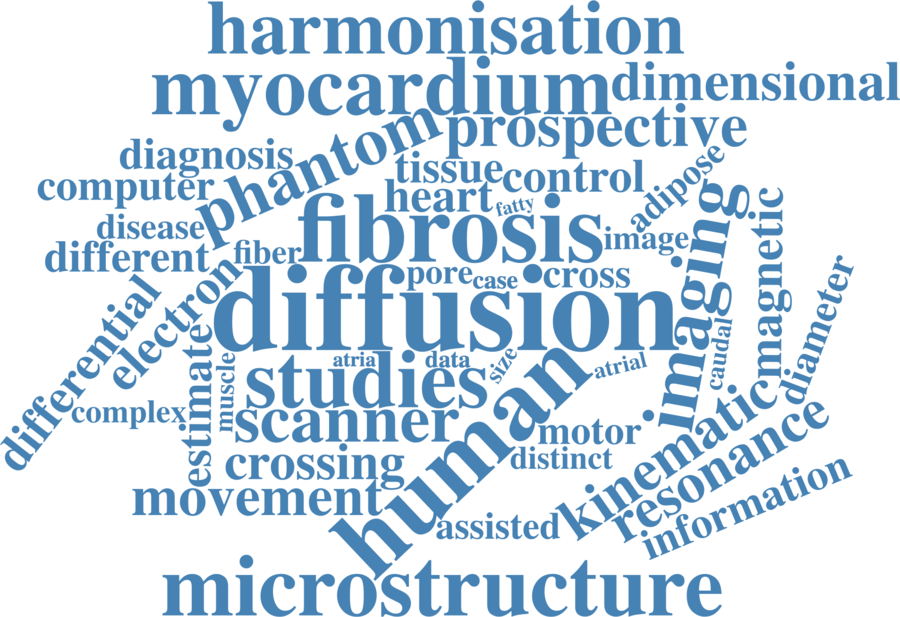 harmonisation
myocardium
dimensional
prospective
phantom
diagnosis
tissue
control
adipose
computer
heart
fatty
disease
fibrosis
image
different
fiber
imaging
magnetic
pore
case
cross
diffusion
electron
differential
diameter
caudal
atria
data
size
atrial
studies
muscle
estimate
complex
scanner
human
motor
kinematic
resonance
crossing
distinct
movement
information
assisted
microstructure